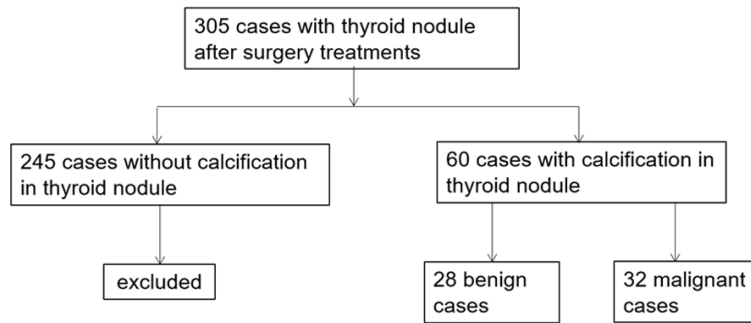 305 cases with thyroid nodule
after surgery treatments
245 cases without calcification
in thyroid nodule
60 cases with calcification in
thyroid nodule
excluded
28 benign
cases
32 malignant
cases